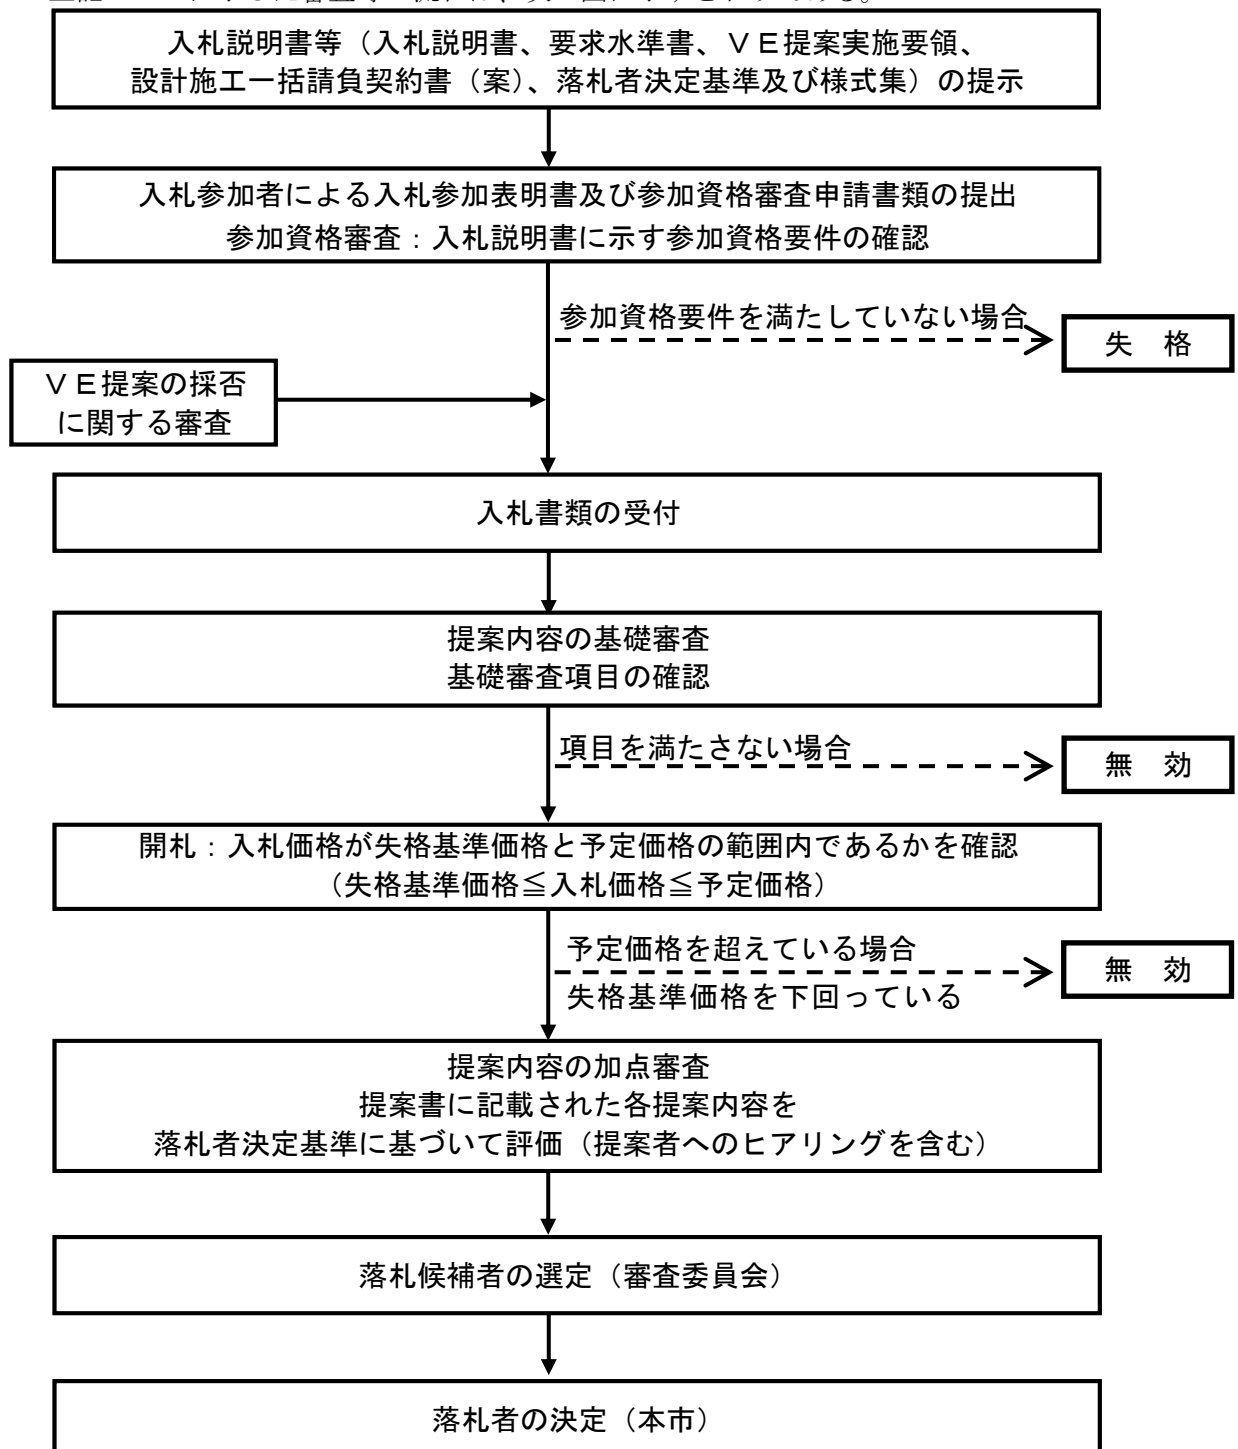 入札説明書等（入札説明書、要求水準書、ＶＥ提案実施要領、
設計施工一括請負契約書（案）、落札者決定基準及び様式集）の提示
入札参加者による入札参加表明書及び参加資格審査申請書類の提出
参加資格審査：入札説明書に示す参加資格要件の確認
参加資格要件を満たしていない場合
失　格
ＶＥ提案の採否
に関する審査
入札書類の受付
提案内容の基礎審査
基礎審査項目の確認
項目を満たさない場合
無　効
開札：入札価格が失格基準価格と予定価格の範囲内であるかを確認
（失格基準価格≦入札価格≦予定価格）
予定価格を超えている場合
失格基準価格を下回っている
無　効
提案内容の加点審査
提案書に記載された各提案内容を
落札者決定基準に基づいて評価（提案者へのヒアリングを含む）
落札候補者の選定（審査委員会）
落札者の決定（本市）